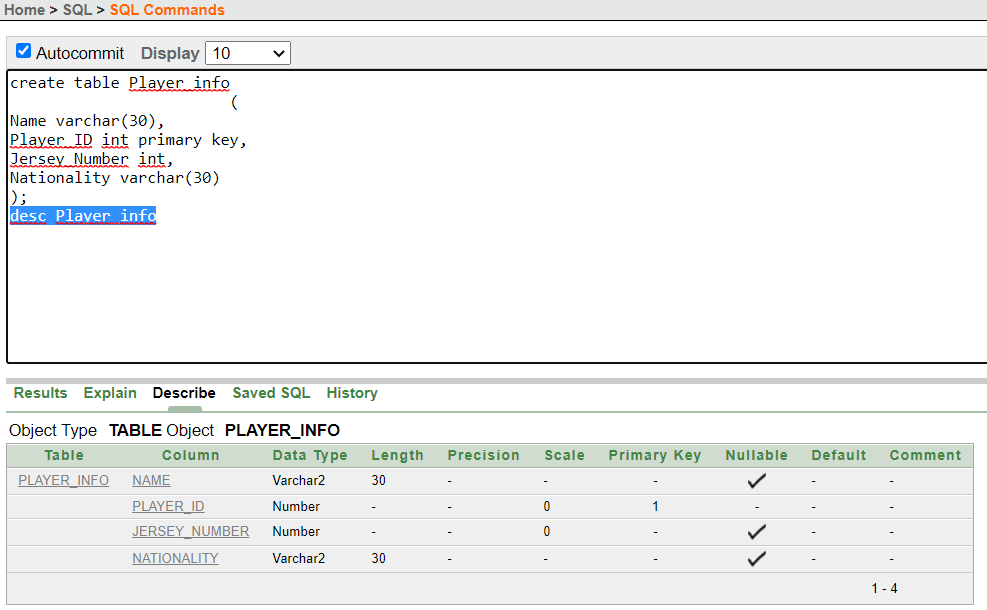 Home > SQL > SQL Commands
Autocommit Display 10
create table Player_info
(
Name varchar(30),
Player_ID int primary key,
Jersey_Number int,
Nationality varchar(30)
);
desc Player_info
Results Explain Describe Saved SQL History
Object Type TABLE Object PLAYER_INFO
Table Column Data Type Length Precision Scale Primary Key Nullable Default Comment
PLAYER_INFO NAME Varchar2 30 - - - ✓ - -
PLAYER_ID Number - - 0 1 - - -
JERSEY_NUMBER Number - - 0 - ✓ - -
NATIONALITY Varchar2 30 - - - ✓ - -
1 - 4